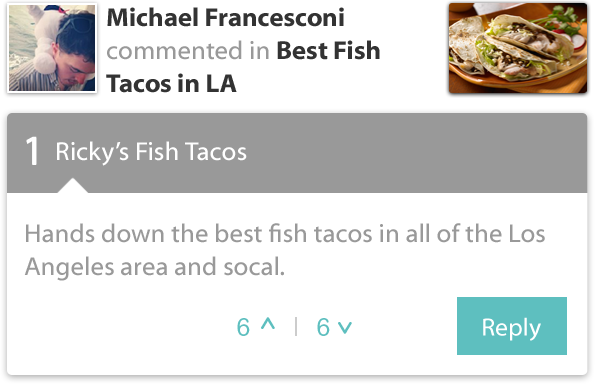 Michael Francesconi
commented in Best Fish
Tacos in LA
1 Ricky’s Fish Tacos
Hands down the best fish tacos in all of the Los
Angeles area and socal.
6 | 6
Reply